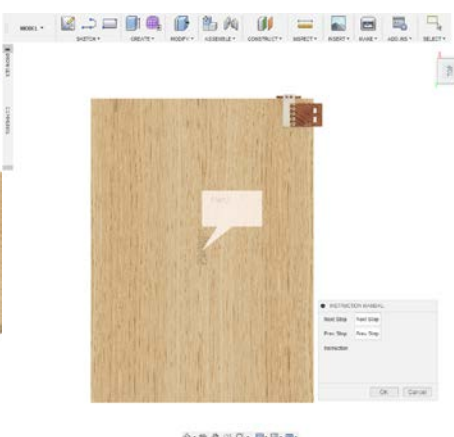 MODEL
SKETCH
CREATE
MODIFY
ASSEMBLE
CONSTRUCT
INSPECT
INSERT
MAKE
ADD-INS
SELECT
INSTRUCTION MANUAL
Next Step Next Step
Prev. Step Prev. Step
Instruction
OK Cancel